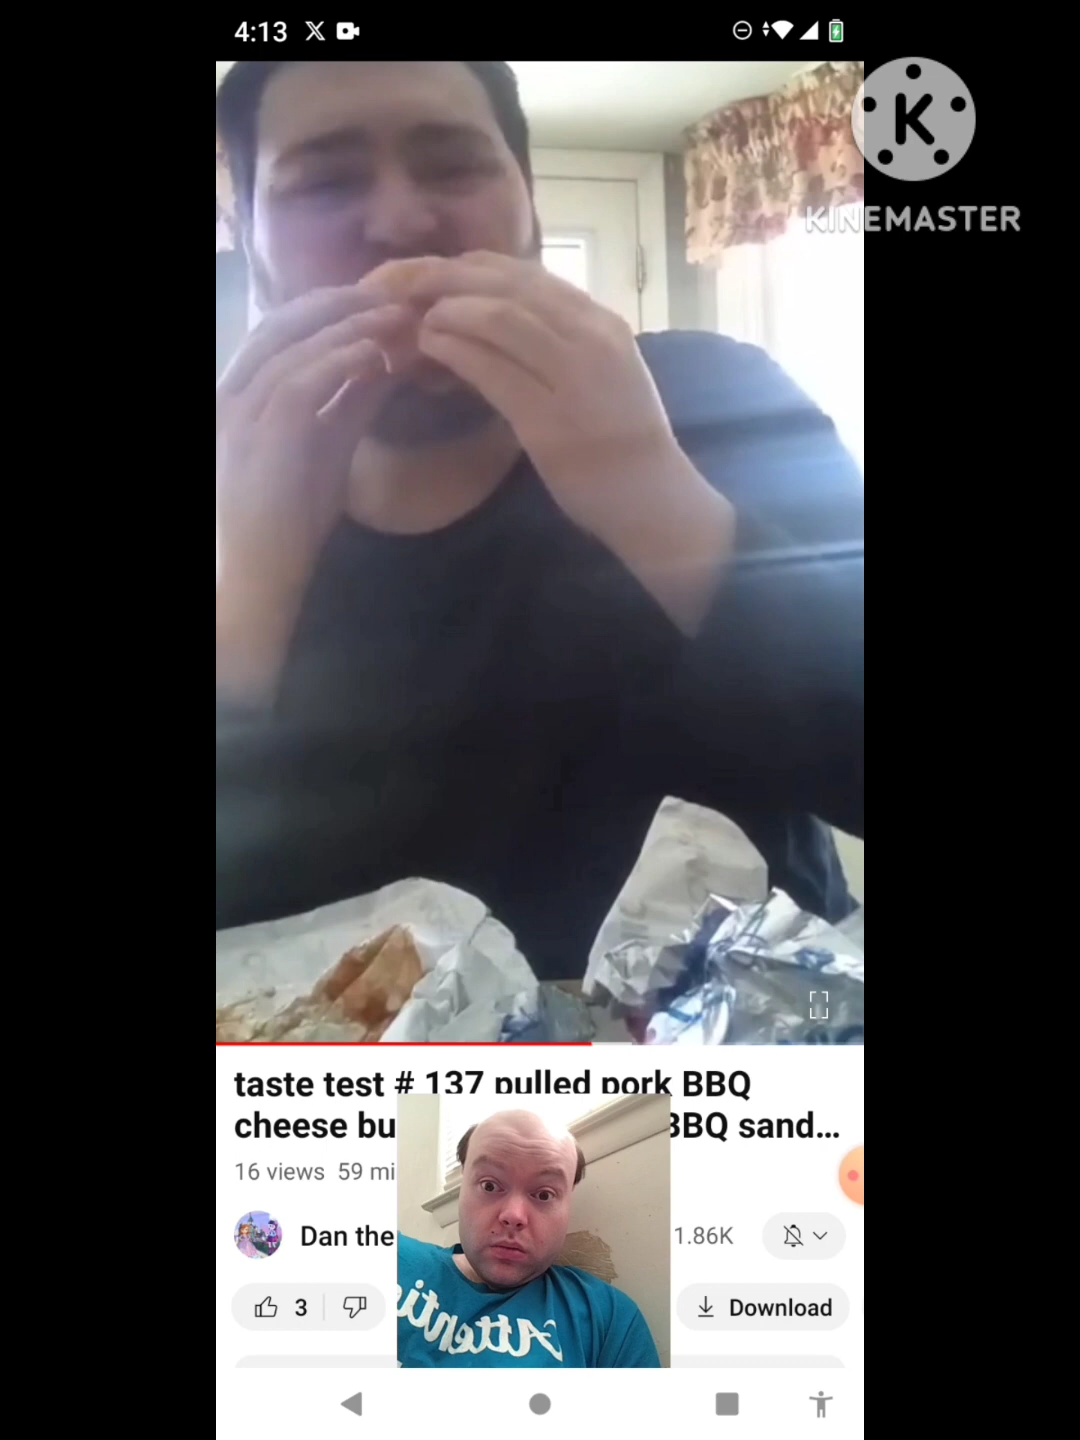 4:13
K
KINEMASTER
taste test # 137 pulled pork BBQ
cheese bu
BBQ sand...
16 views 59 mi
Dan the
1.86K
3
Download
Attenti